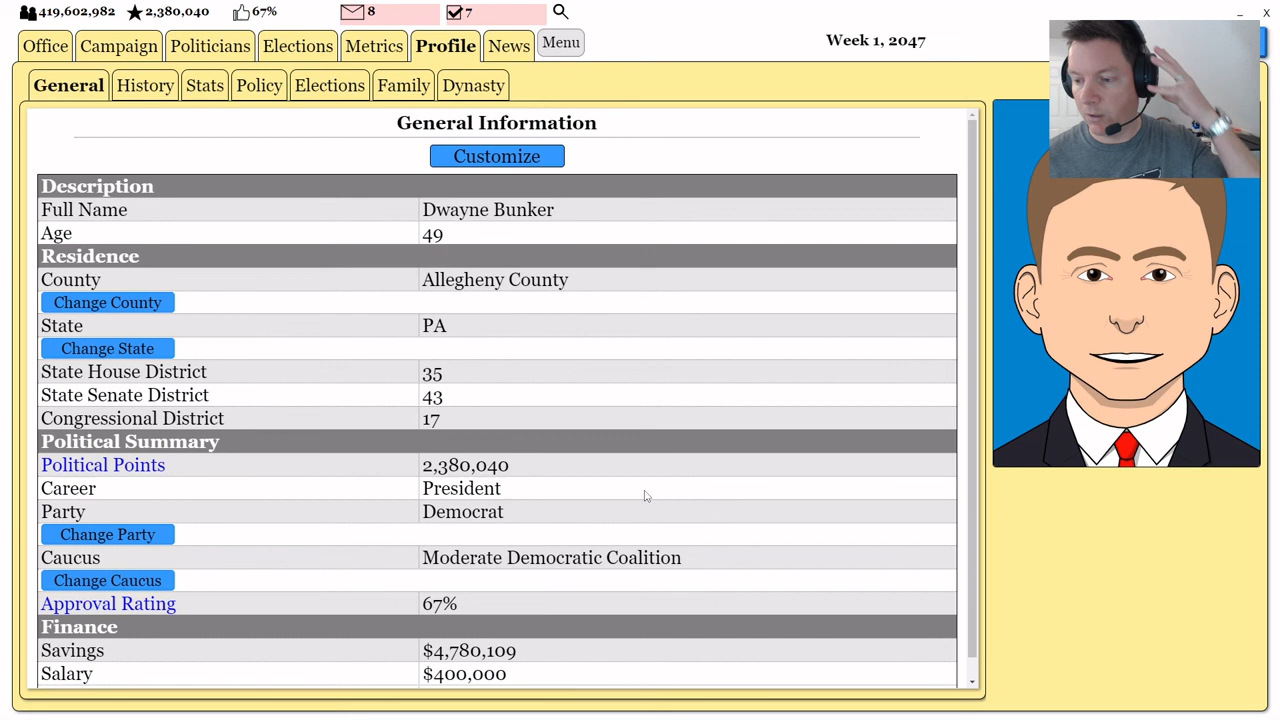 419,602,982 2,380,040 67% 8 7
_ x
Office Campaign Politicians Elections Metrics Profile News Menu
Week 1, 2047
General History Stats Policy Elections Family Dynasty
General Information
Customize
Description
Full Name Dwayne Bunker
Age 49
Residence
County Allegheny County
Change County
State PA
Change State
State House District 35
State Senate District 43
Congressional District 17
Political Summary
Political Points 2,380,040
Career President
Party Democrat
Change Party
Caucus Moderate Democratic Coalition
Change Caucus
Approval Rating 67%
Finance
Savings $4,780,109
Salary $400,000